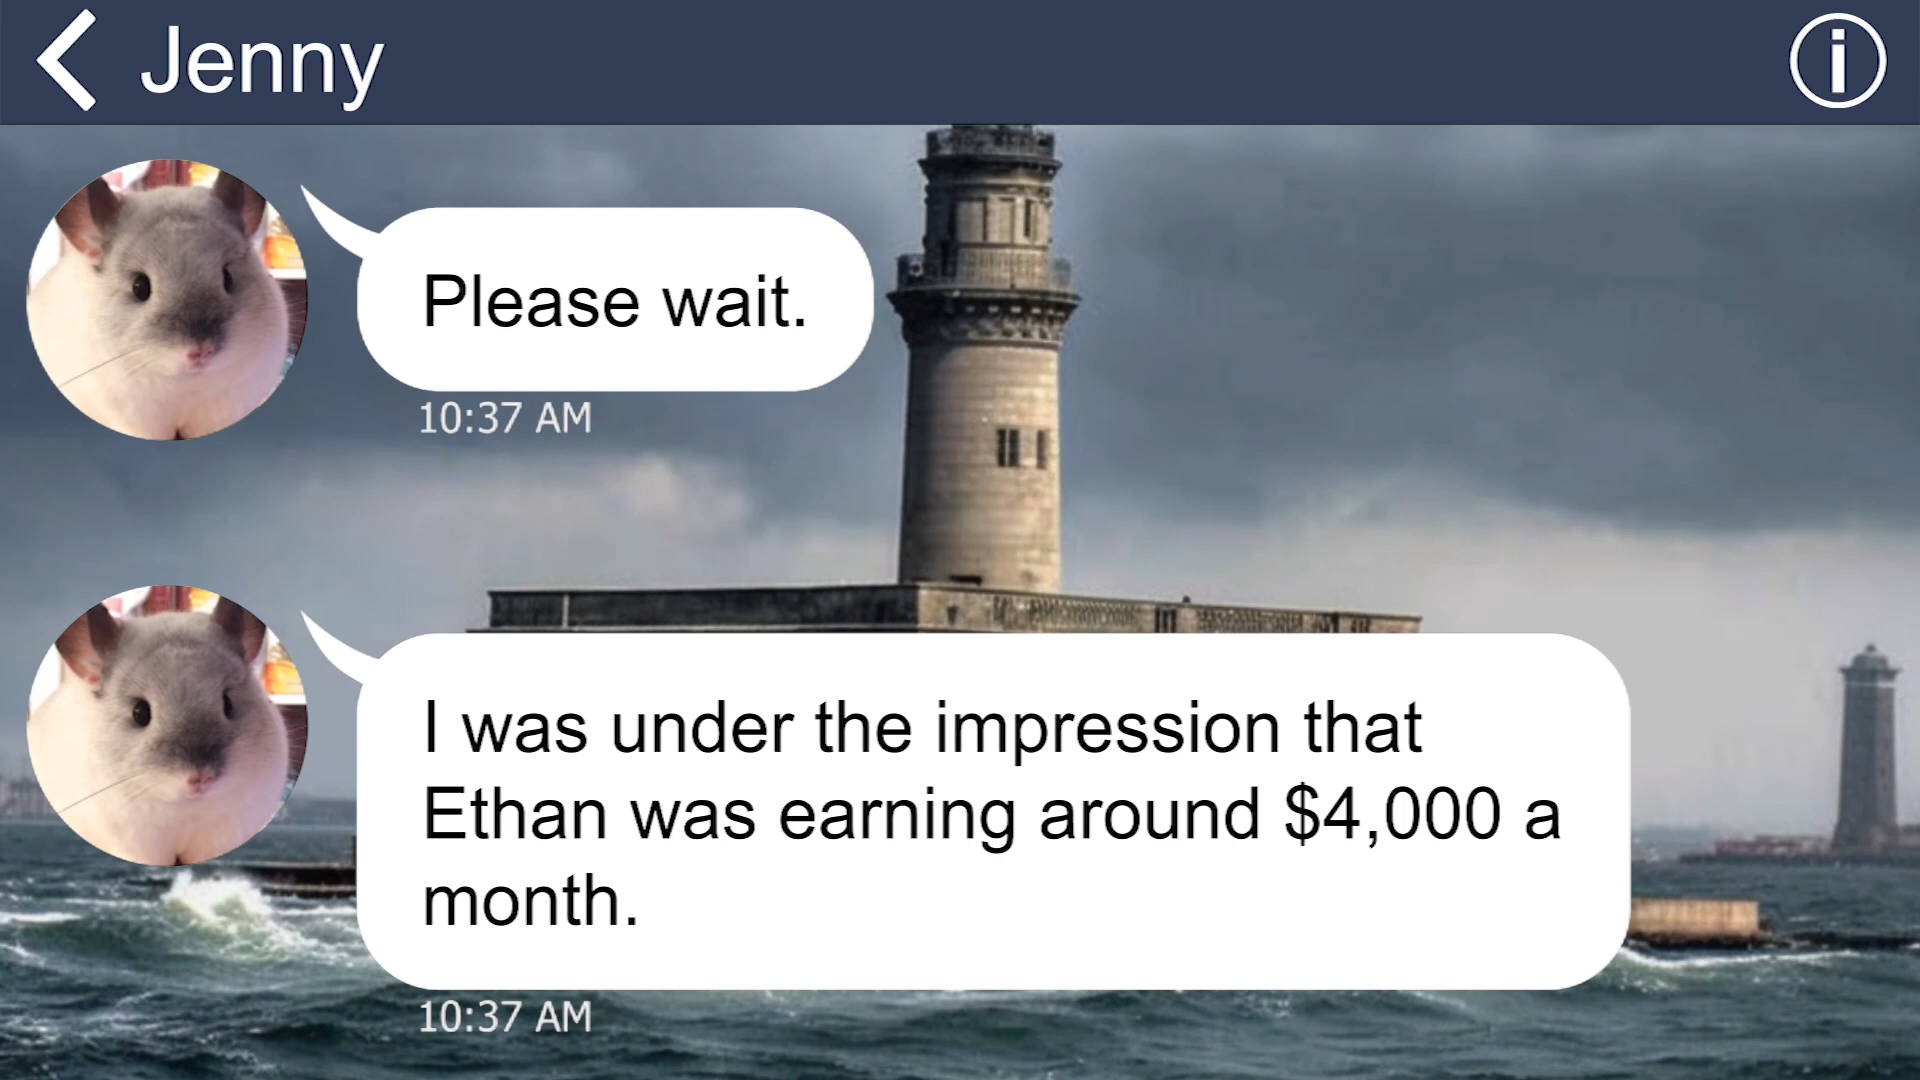 Jenny
Please wait.
10:37 AM
I was under the impression that
Ethan was earning around $4,000 a
month.
10:37 AM